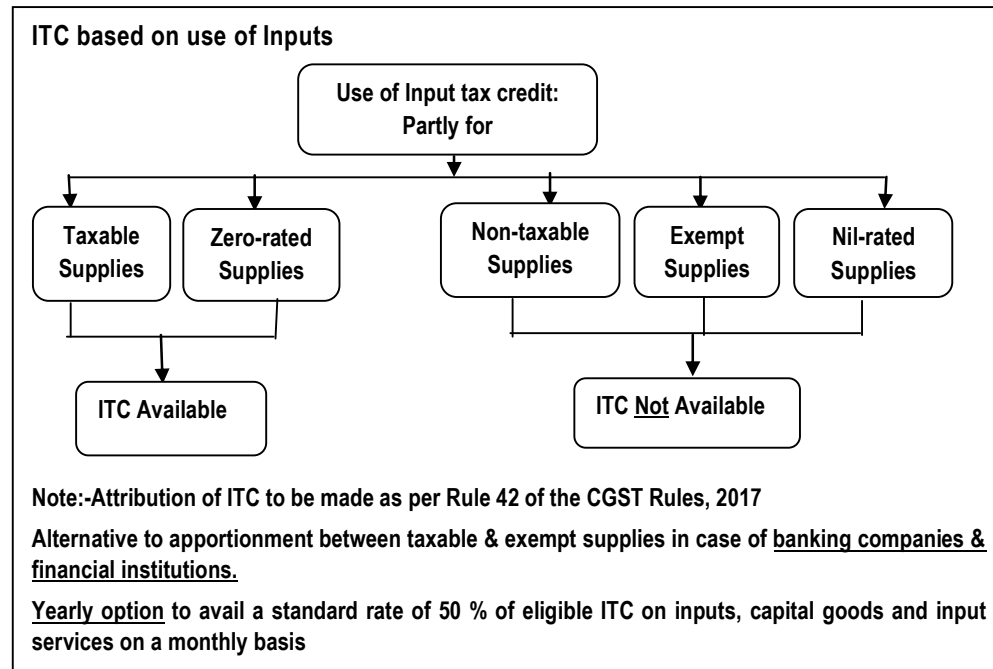 ITC based on use of Inputs
Use of Input tax credit:
Partly for
Taxable
Supplies
Zero-rated
Supplies
Non-taxable
Supplies
Exempt
Supplies
Nil-rated
Supplies
ITC Available
ITC Not Available
Note:-Attribution of ITC to be made as per Rule 42 of the CGST Rules, 2017
Alternative to apportionment between taxable & exempt supplies in case of banking companies &
financial institutions.
Yearly option to avail a standard rate of 50 % of eligible ITC on inputs, capital goods and input
services on a monthly basis